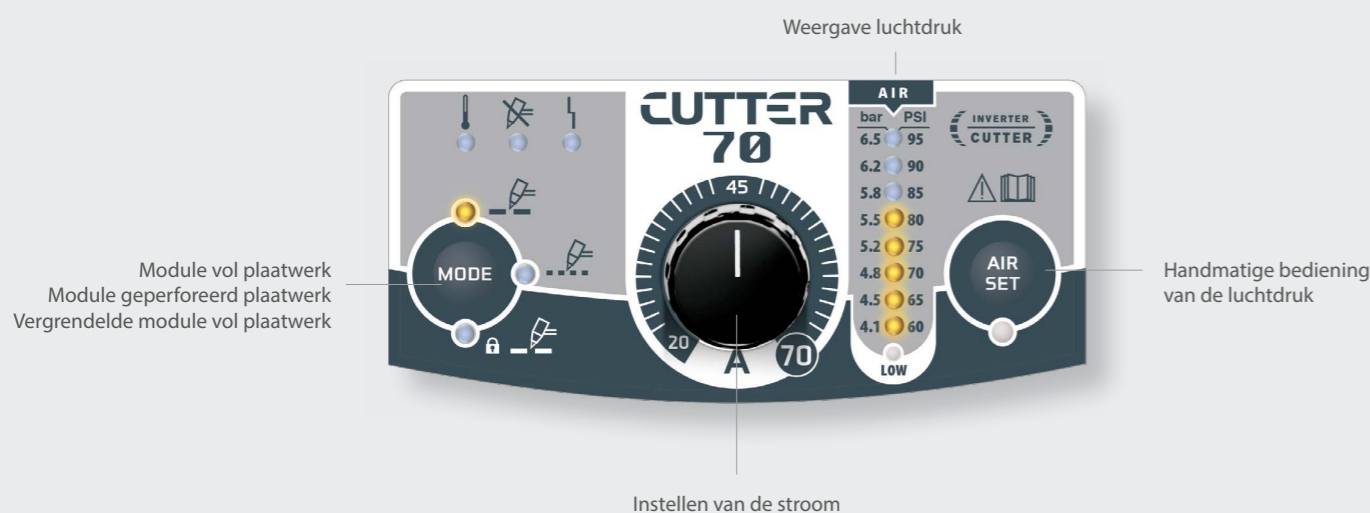 Weergave luchtdruk
AIR
bar PSI
6.5 95
6.2 90
5.8 85
5.5 80
5.2 75
4.8 70
4.5 65
4.1 60
LOW
CUTTER
70
45
20
A
70
INVERTER
CUTTER
MODE
AIR
SET
Module vol plaatwerk
Module geperforeerd plaatwerk
Vergrendelde module vol plaatwerk
Handmatige bediening
van de luchtdruk
Instellen van de stroom